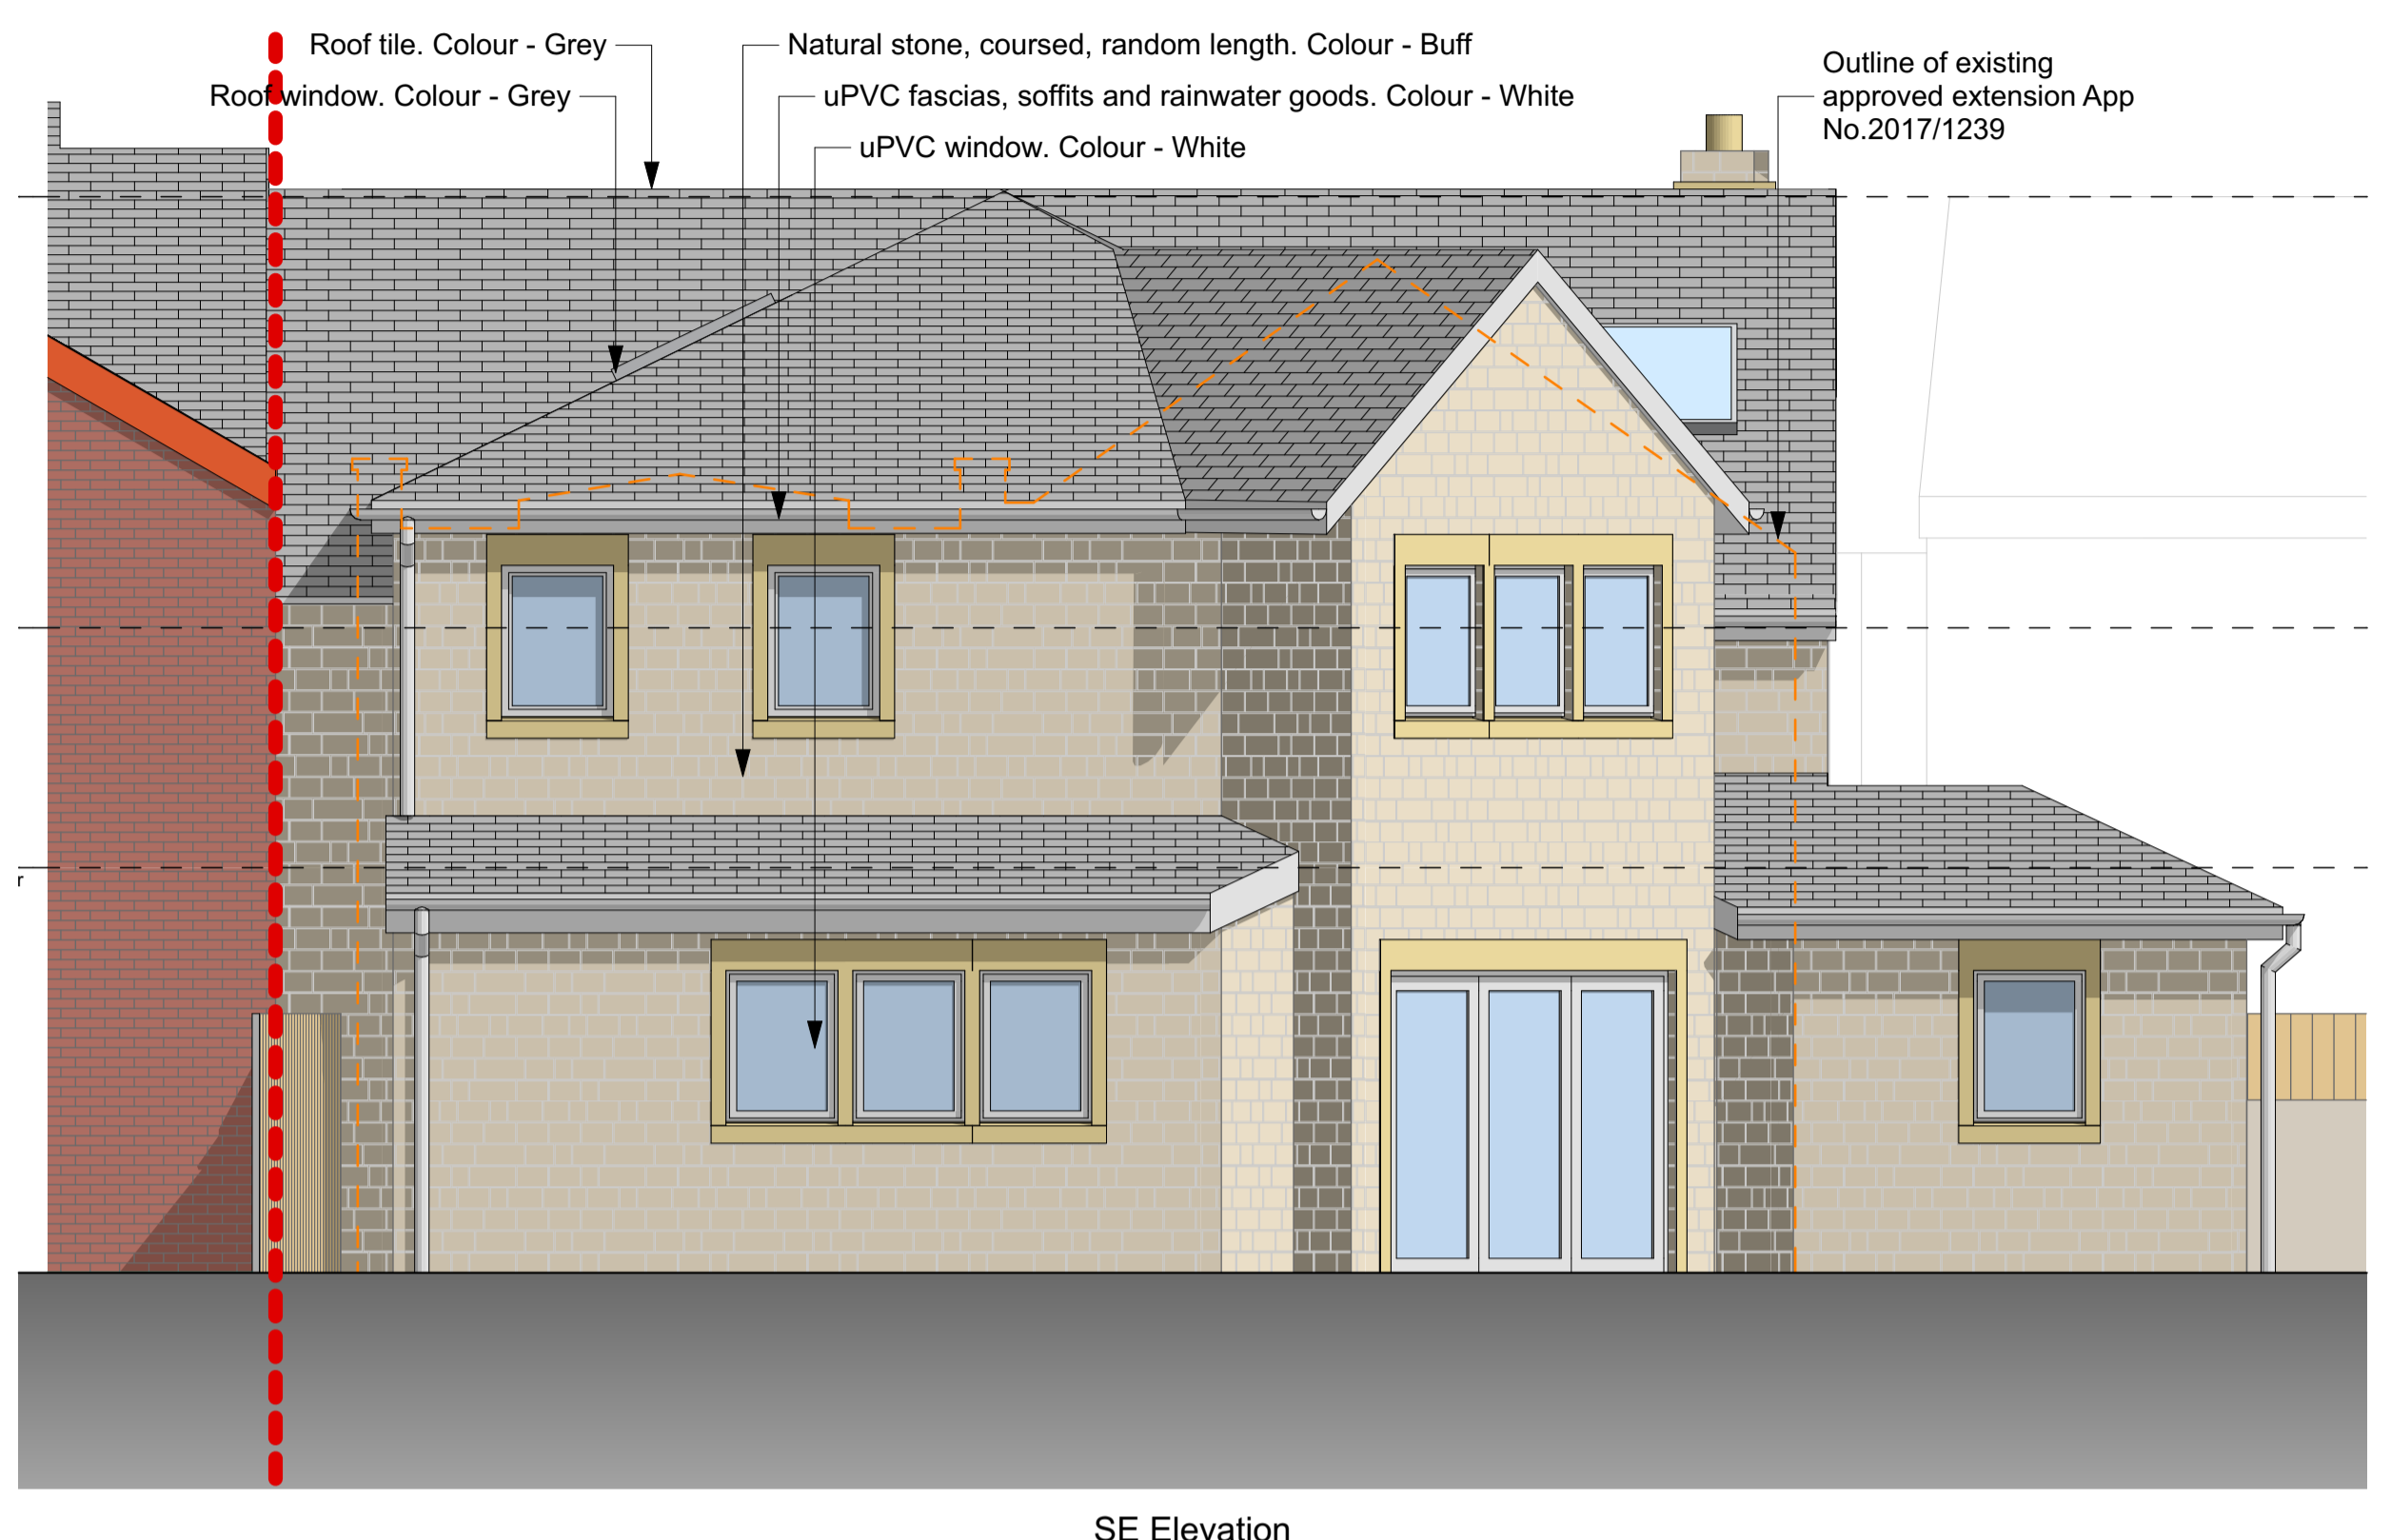 Roof tile. Colour - Grey
Natural stone, coursed, random length. Colour - Buff
Roof window. Colour - Grey
uPVC fascias, soffits and rainwater goods. Colour - White
uPVC window. Colour - White
Outline of existing
approved extension App
No.2017/1239
r
SE Elevation